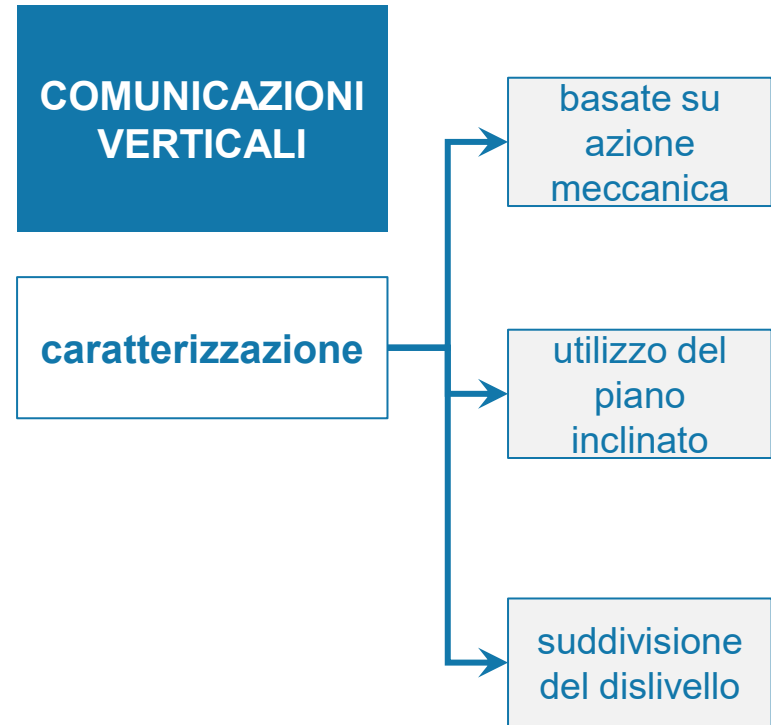 COMUNICAZIONI
VERTICALI
caratterizzazione
basate su
azione
meccanica
utilizzo del
piano
inclinato
suddivisione
del dislivello